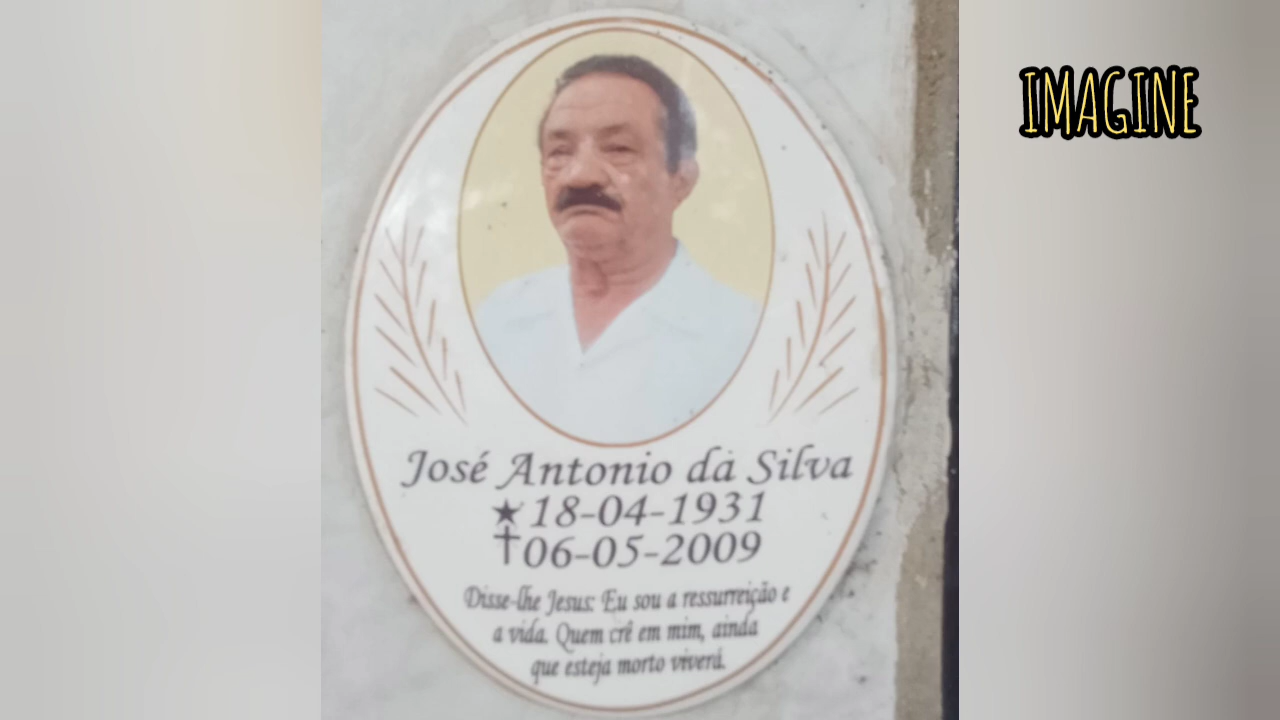 IMAGINE
José Antonio da Silva
★18-04-1931
✝06-05-2009
Disse-lhe Jesus: Eu sou a ressurreição e
a vida. Quem crê em mim, ainda
que esteja morto viverá.